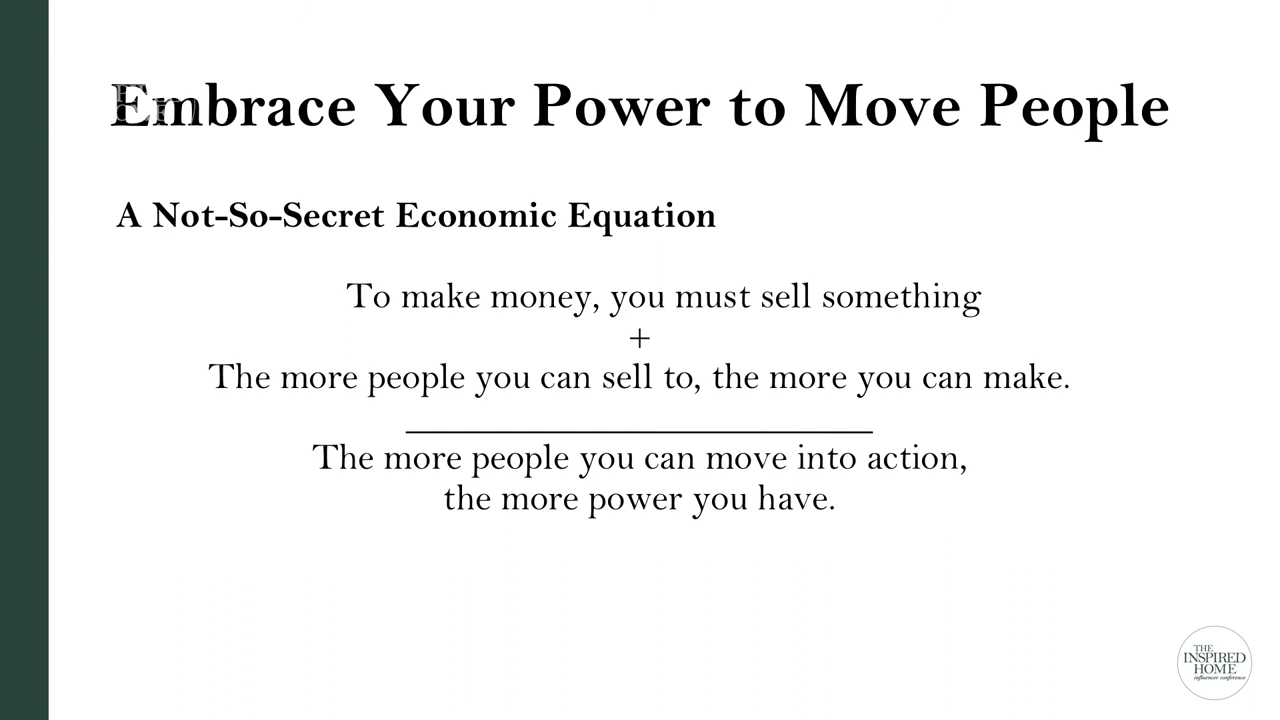 Embrace Your Power to Move People
A Not-So-Secret Economic Equation
To make money, you must sell something
+
The more people you can sell to, the more you can make.
The more people you can move into action,
the more power you have.
THE
INSPIRED
HOME
influencer conference